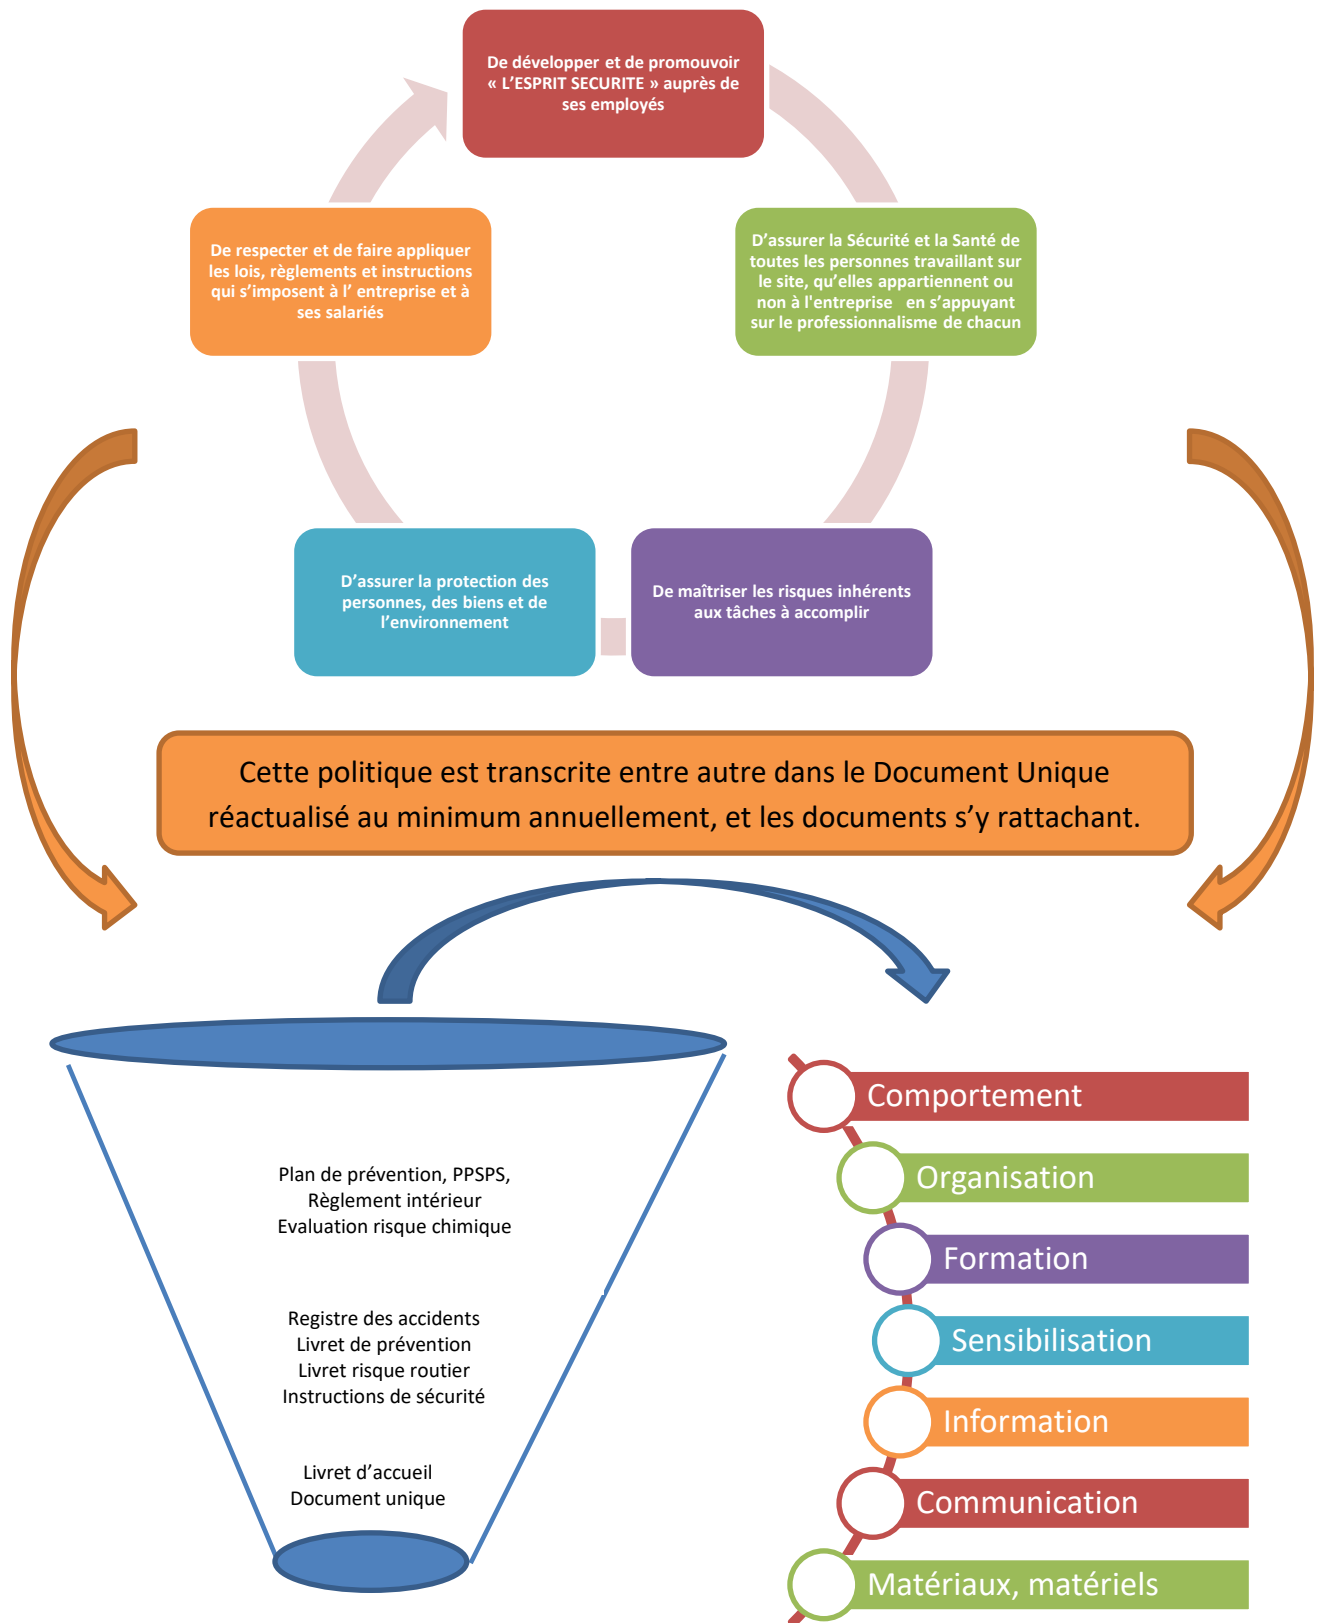 De développer et de promouvoir
« L’ESPRIT SECURITE » auprès de
ses employés
De respecter et de faire appliquer
les lois, règlements et instructions
qui s’imposent à l’ entreprise et à
ses salariés
D’assurer la Sécurité et la Santé de
toutes les personnes travaillant sur
le site, qu’elles appartiennent ou
non à l'entreprise en s’appuyant
sur le professionnalisme de chacun
D’assurer la protection des
personnes, des biens et de
l’environnement
De maîtriser les risques inhérents
aux tâches à accomplir
Cette politique est transcrite entre autre dans le Document Unique
réactualisé au minimum annuellement, et les documents s’y rattachant.
Plan de prévention, PPSPS,
Règlement intérieur
Evaluation risque chimique
Registre des accidents
Livret de prévention
Livret risque routier
Instructions de sécurité
Livret d’accueil
Document unique
Comportement
Organisation
Formation
Sensibilisation
Information
Communication
Matériaux, matériels